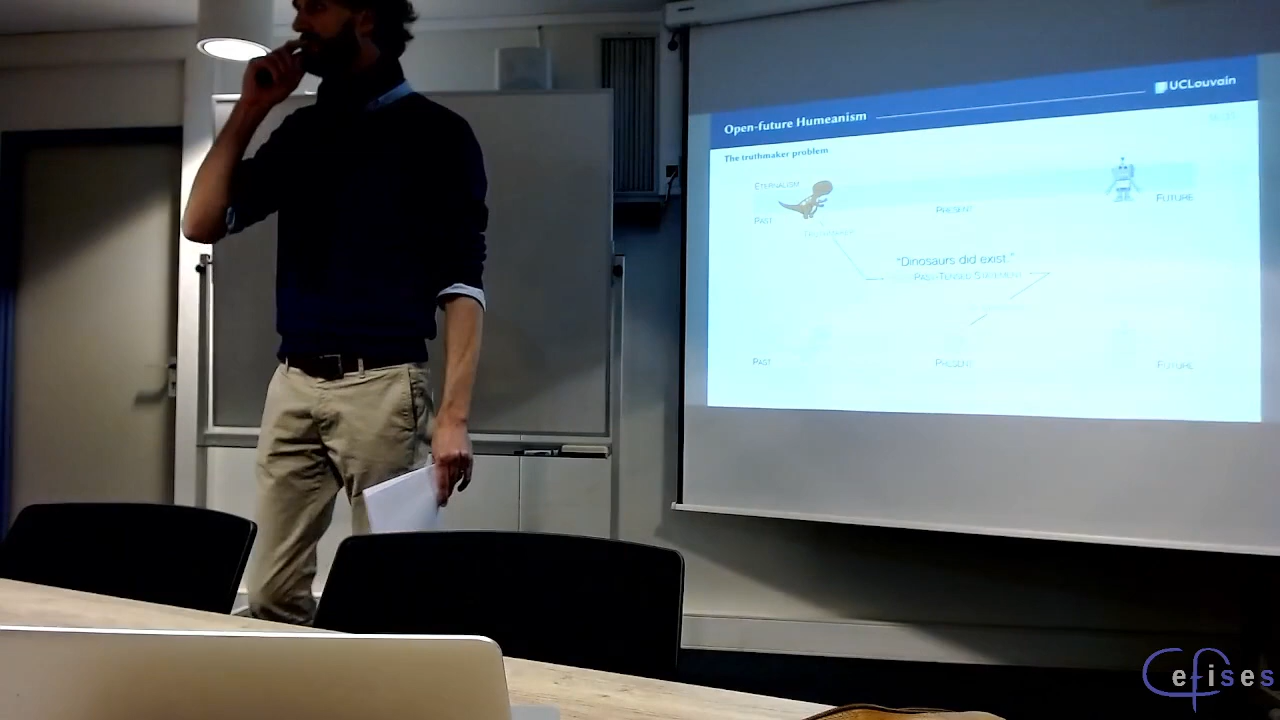 UCLouvain
Open-future Humeanism
The truthmaker problem
ETERNALISM
PAST
PRESENT
FUTURE
"Dinosaurs did exist."
PAST-TENSED STATEMENT
PAST
PRESENT
FUTURE
Cefises